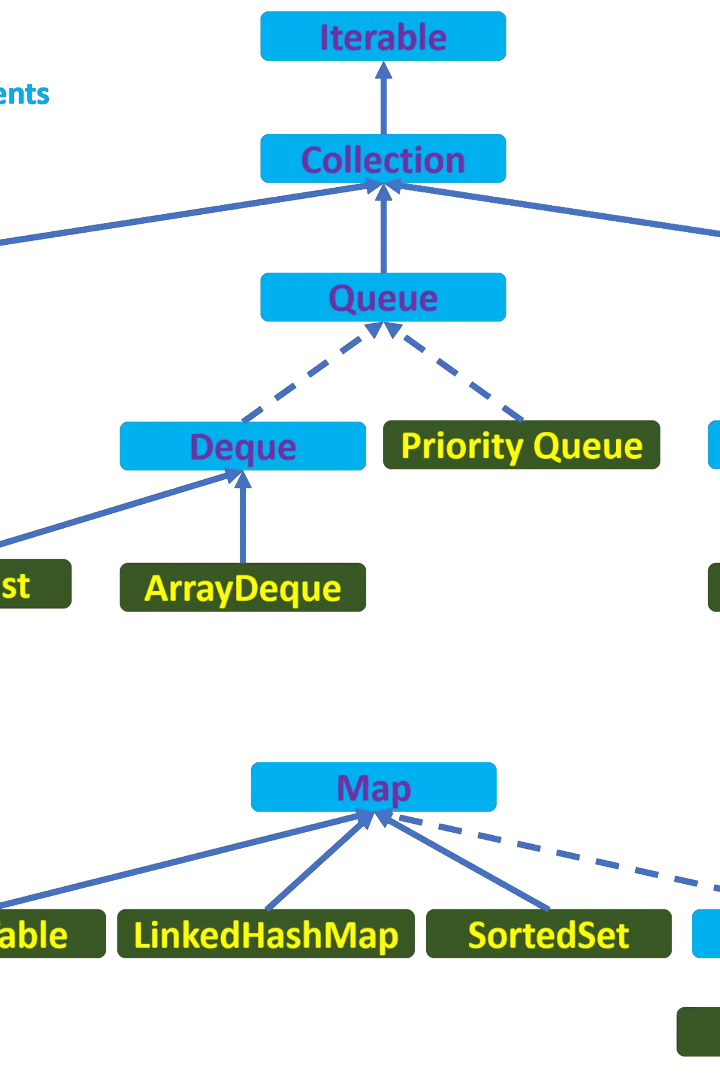 Iterable
ents
Collection
Queue
Deque
Priority Queue
st
ArrayDeque
Map
able
LinkedHashMap
SortedSet